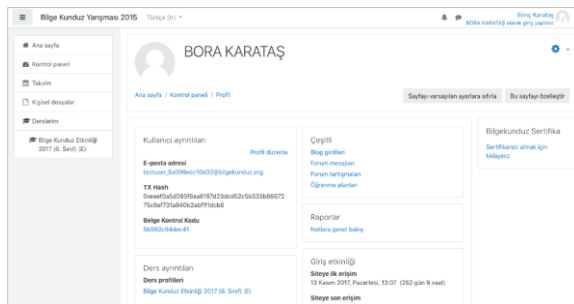 Bilge Kunduz Yarışması 2015 Türkçe (tr)
Erinç Karataş
BORA KARATAŞ olarak giriş yaptınız
Ana sayfa
Kontrol paneli
Takvim
Kişisel dosyalar
Derslerim
Bilge Kunduz Etkinliği
2017 (6. Sınıf) (E)
BORA KARATAŞ
Ana sayfa / Kontrol paneli / Profil
Sayfayı varsayılan ayarlara sıfırla
Bu sayfayı özelleştir
Kullanıcı ayrıntıları
Profil düzenle
E-posta adresi
TX Hash
Belge Kontrol Kodu
5b582c94dec41
Ders ayrıntıları
Ders profilleri
Bilge Kunduz Etkinliği 2017 (6. Sınıf) (E)
Çeşitli
Blog girdileri
Forum mesajları
Forum tartışmaları
Öğrenme planları
Raporlar
Notlara genel bakış
Giriş etkinliği
Siteye ilk erişim
13 Kasım 2017, Pazartesi, 13:07 (252 gün 9 saat)
Siteye son erişim
Bilgekunduz Sertifika
Sertifikanızı almak için
tıklayınız